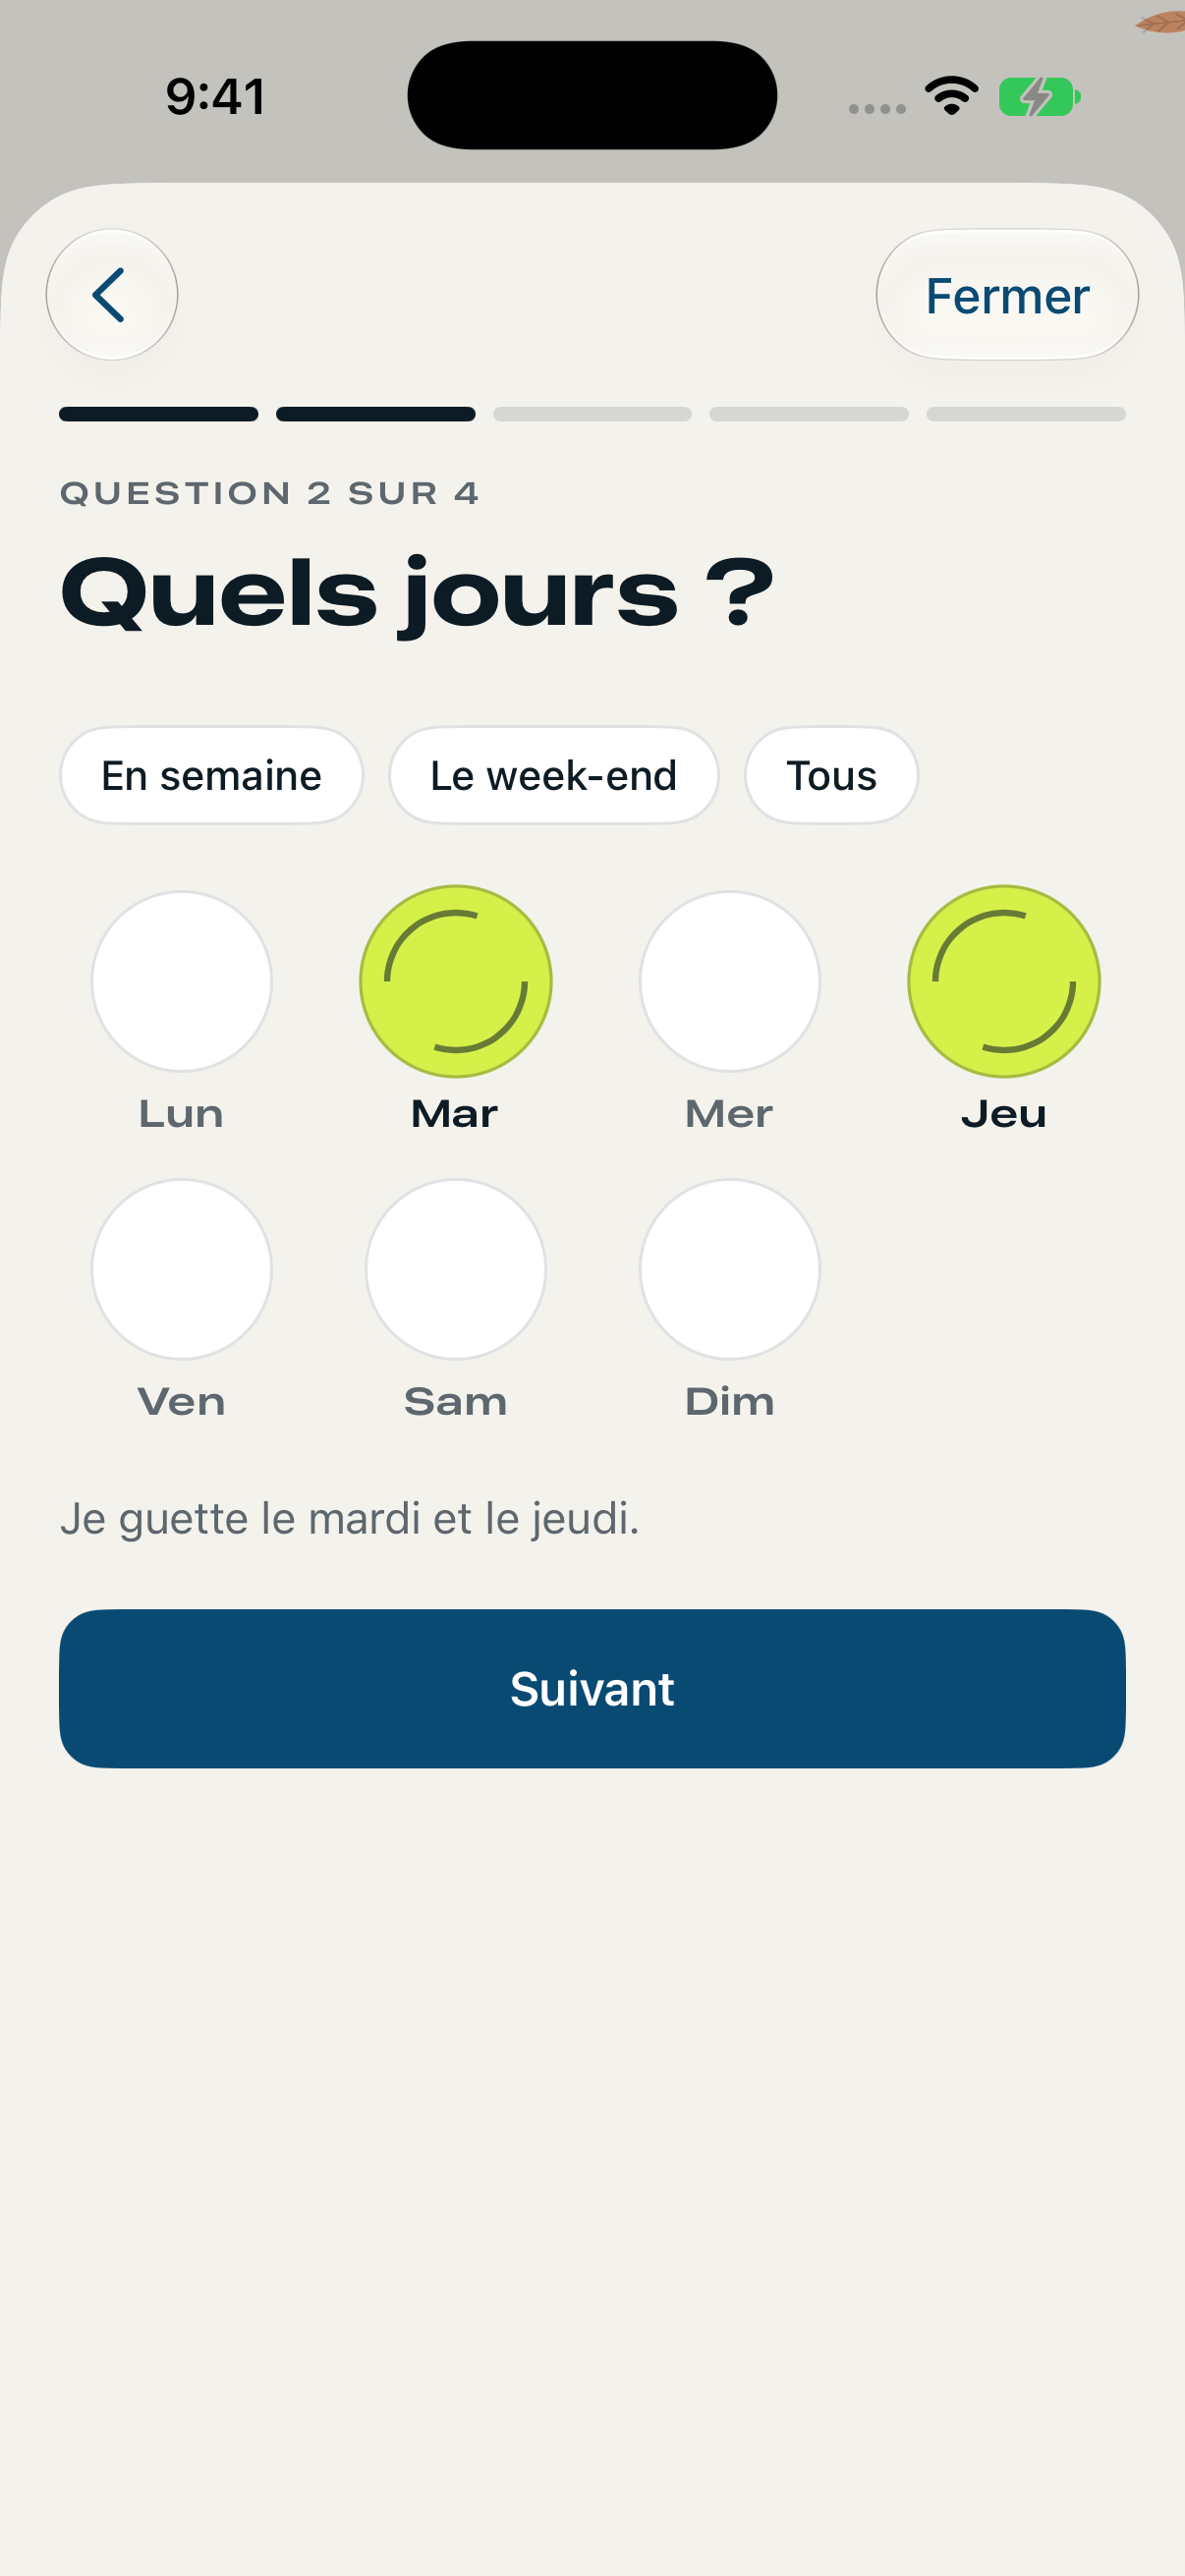 9:41
Fermer
QUESTION 2 SUR 4
Quels jours ?
En semaine Le week-end Tous
Lun Mar Mer Jeu
Ven Sam Dim
Je guette le mardi et le jeudi.
Suivant